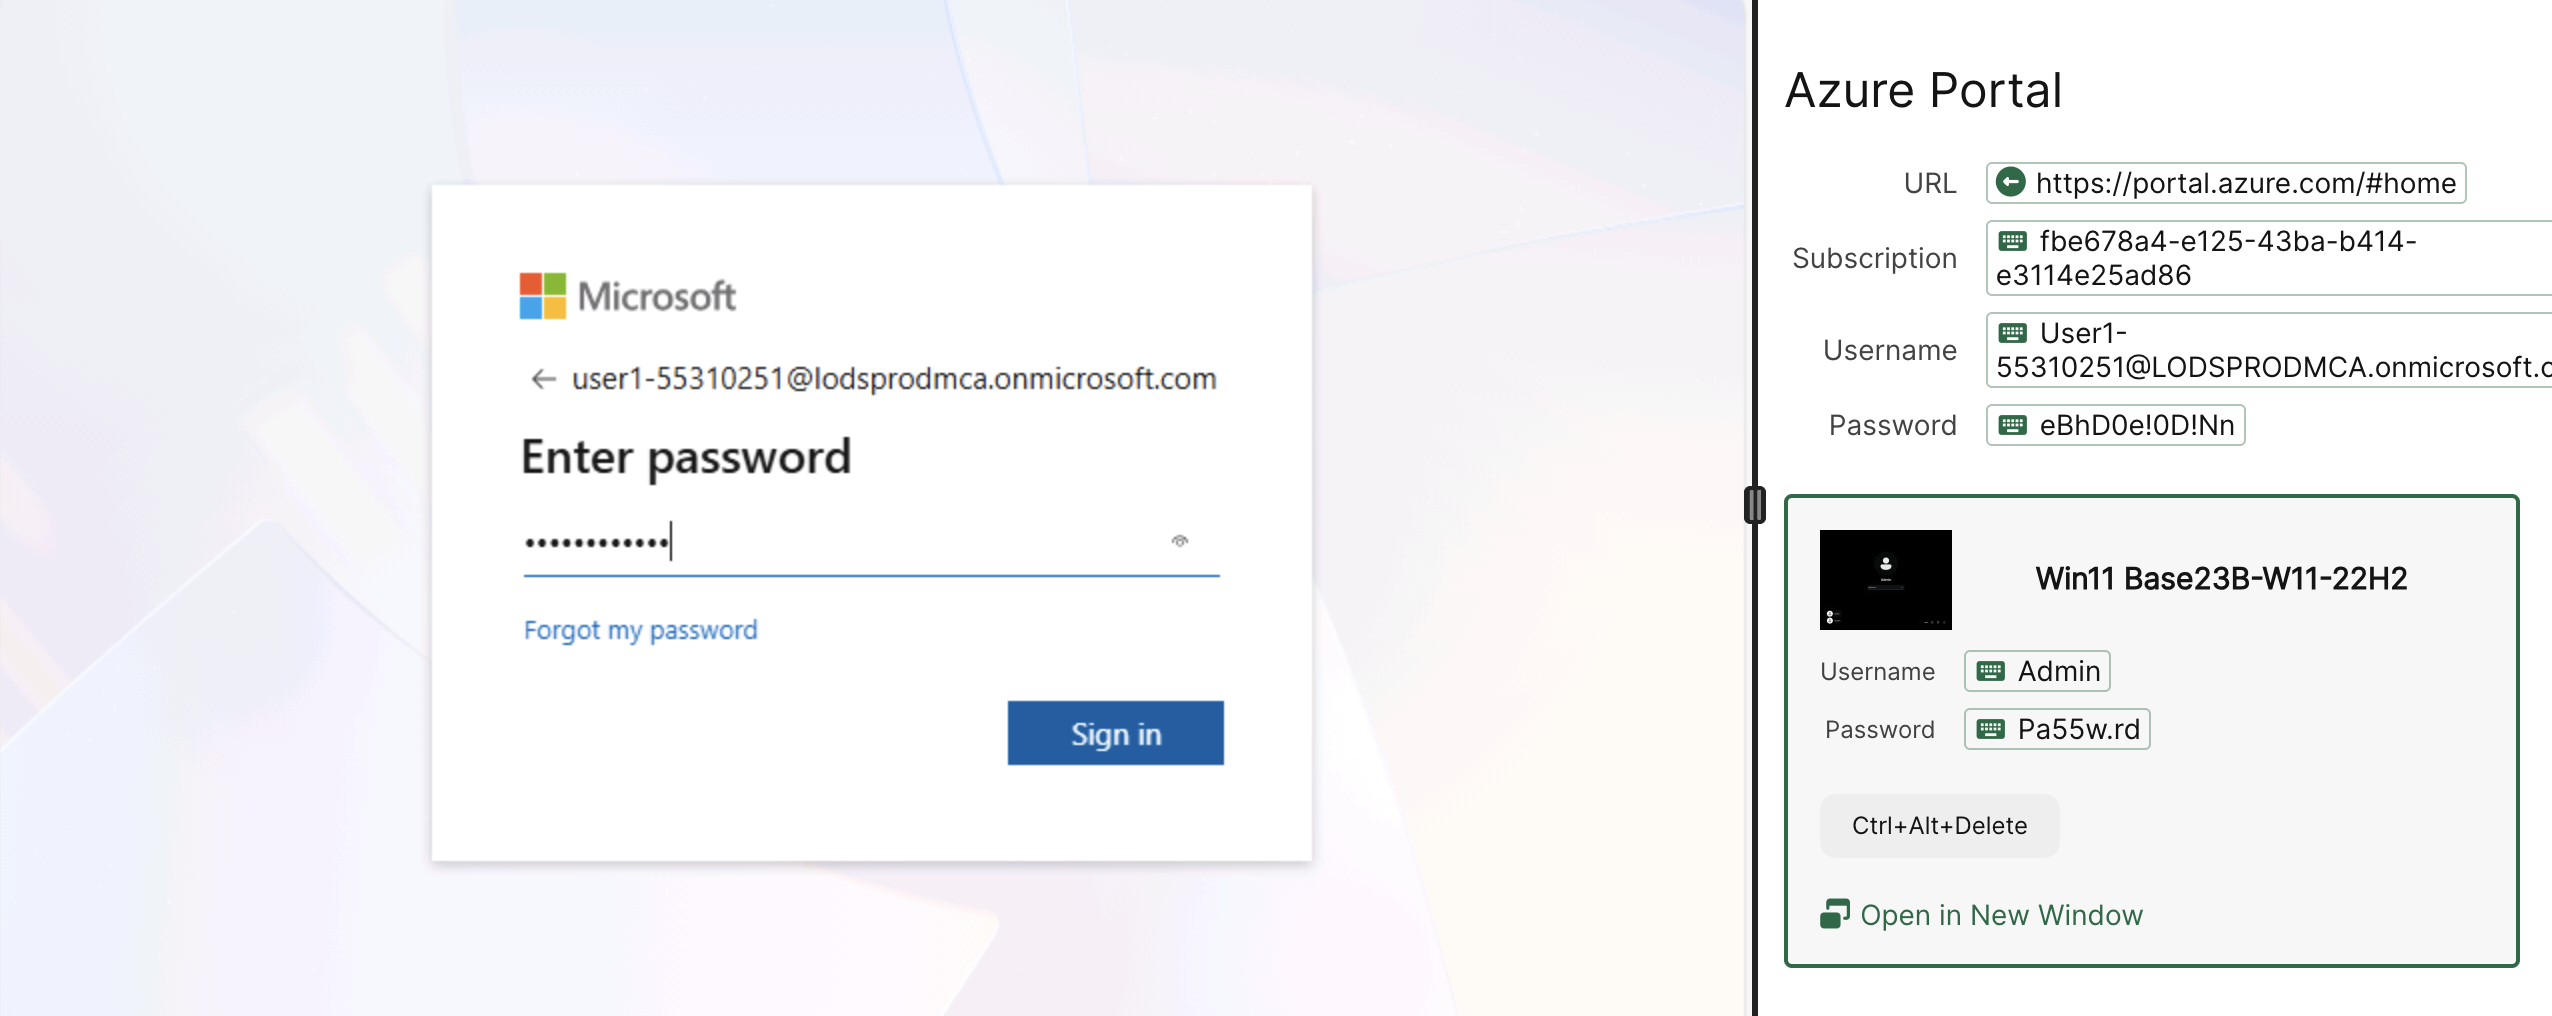 Microsoft
user1-55310251@lodsprodmca.onmicrosoft.com
Enter password
Forgot my password
Sign in
Azure Portal
URL
https://portal.azure.com/#home
Subscription
fbe678a4-e125-43ba-b414-
e3114e25ad86
Username
User1-
55310251@LODSPRODMCA.onmicrosoft.c
Password
eBhD0e!0D!Nn
Win11 Base23B-W11-22H2
Username
Admin
Password
Pa55w.rd
Ctrl+Alt+Delete
Open in New Window